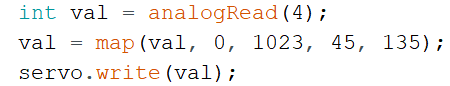 int val = analogRead(4);
val = map(val, 0, 1023, 45, 135);
servo.write(val);